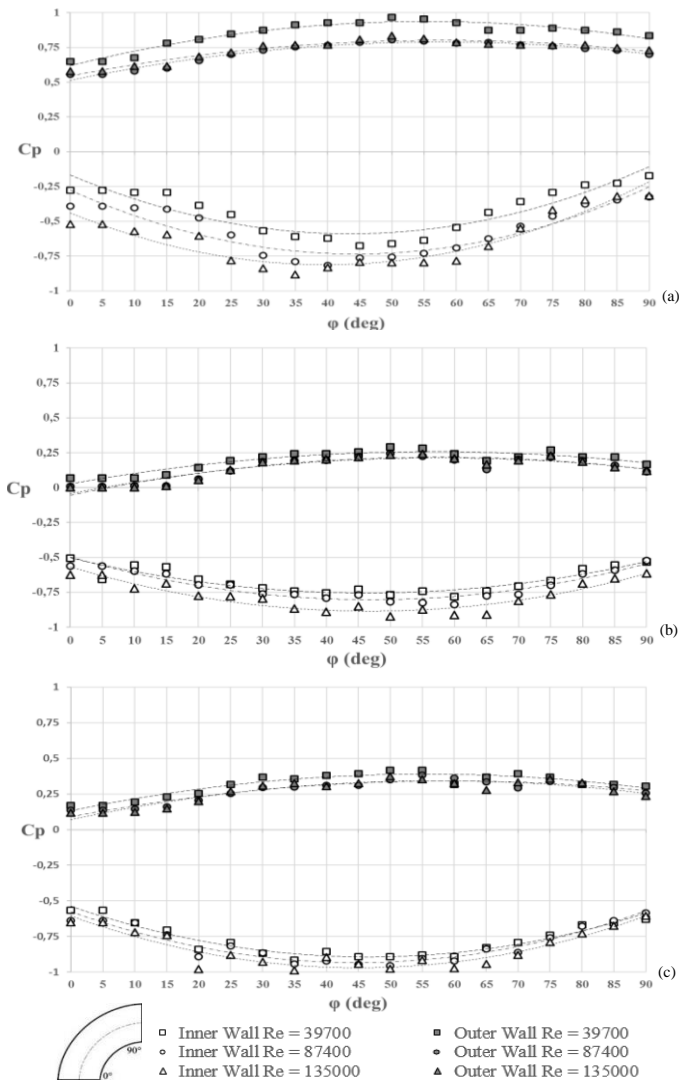 1
0,75
0,5
0,25
Cp
0
-0,25
-0,5
-0,75
-1
0 5 10 15 20 25 30 35 40 45 50 55 60 65 70 75 80 85 90
φ (deg)
(a)
1
0,75
0,5
0,25
Cp
0
-0,25
-0,5
-0,75
-1
0 5 10 15 20 25 30 35 40 45 50 55 60 65 70 75 80 85 90
φ (deg)
(b)
1
0,75
0,5
0,25
Cp
0
-0,25
-0,5
-0,75
-1
0 5 10 15 20 25 30 35 40 45 50 55 60 65 70 75 80 85 90
φ (deg)
(c)
90°
0°
Inner Wall Re = 39700
Inner Wall Re = 87400
Inner Wall Re = 135000
Outer Wall Re = 39700
Outer Wall Re = 87400
Outer Wall Re = 135000